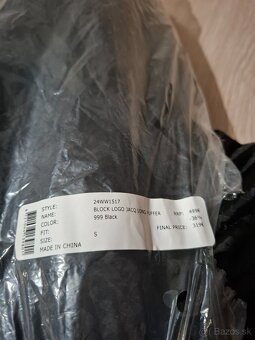 STYLE: 24WW1517
NAME: BLOCK LOGO JACQ LONG PUFFER
COLOR: 999 Black
FIT:
SIZE: S
MADE IN CHINA
FINAL PRICE:
Bazos.sk